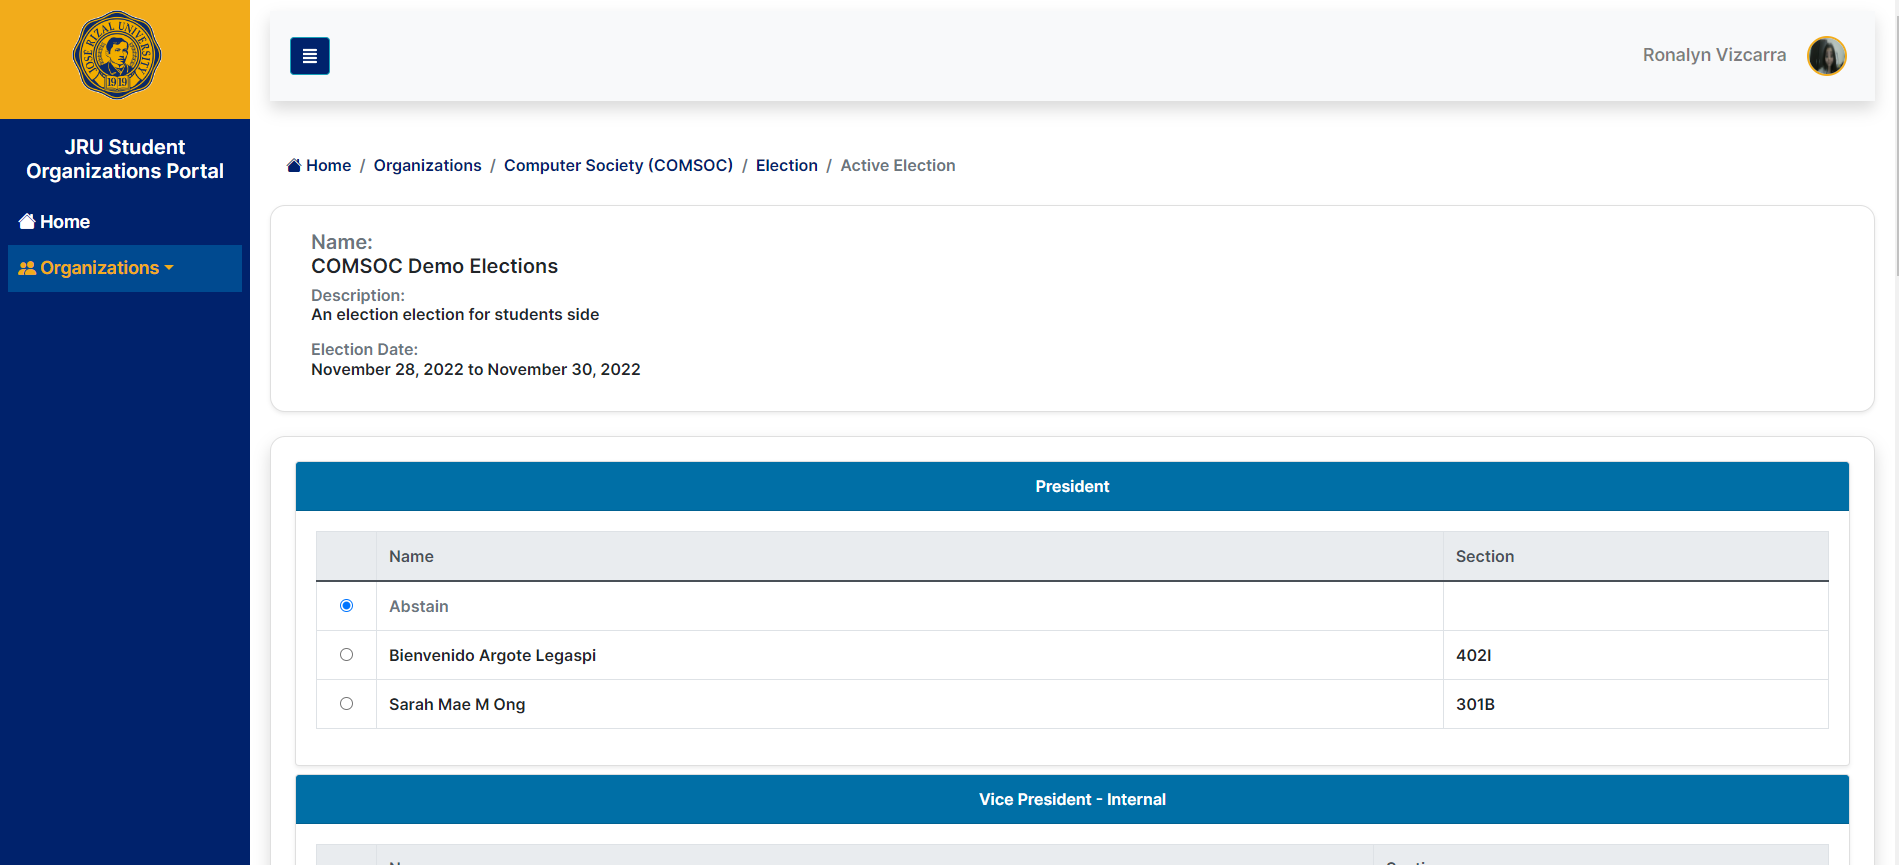 JOSE RIZAL UNIVERSITY
1919
JRU Student
Organizations Portal
Home
Organizations
Ronalyn Vizcarra
Home / Organizations / Computer Society (COMSOC) / Election / Active Election
Name:
COMSOC Demo Elections
Description:
An election election for students side
Election Date:
November 28, 2022 to November 30, 2022
President
Name Section
Abstain
Bienvenido Argote Legaspi 402I
Sarah Mae M Ong 301B
Vice President - Internal